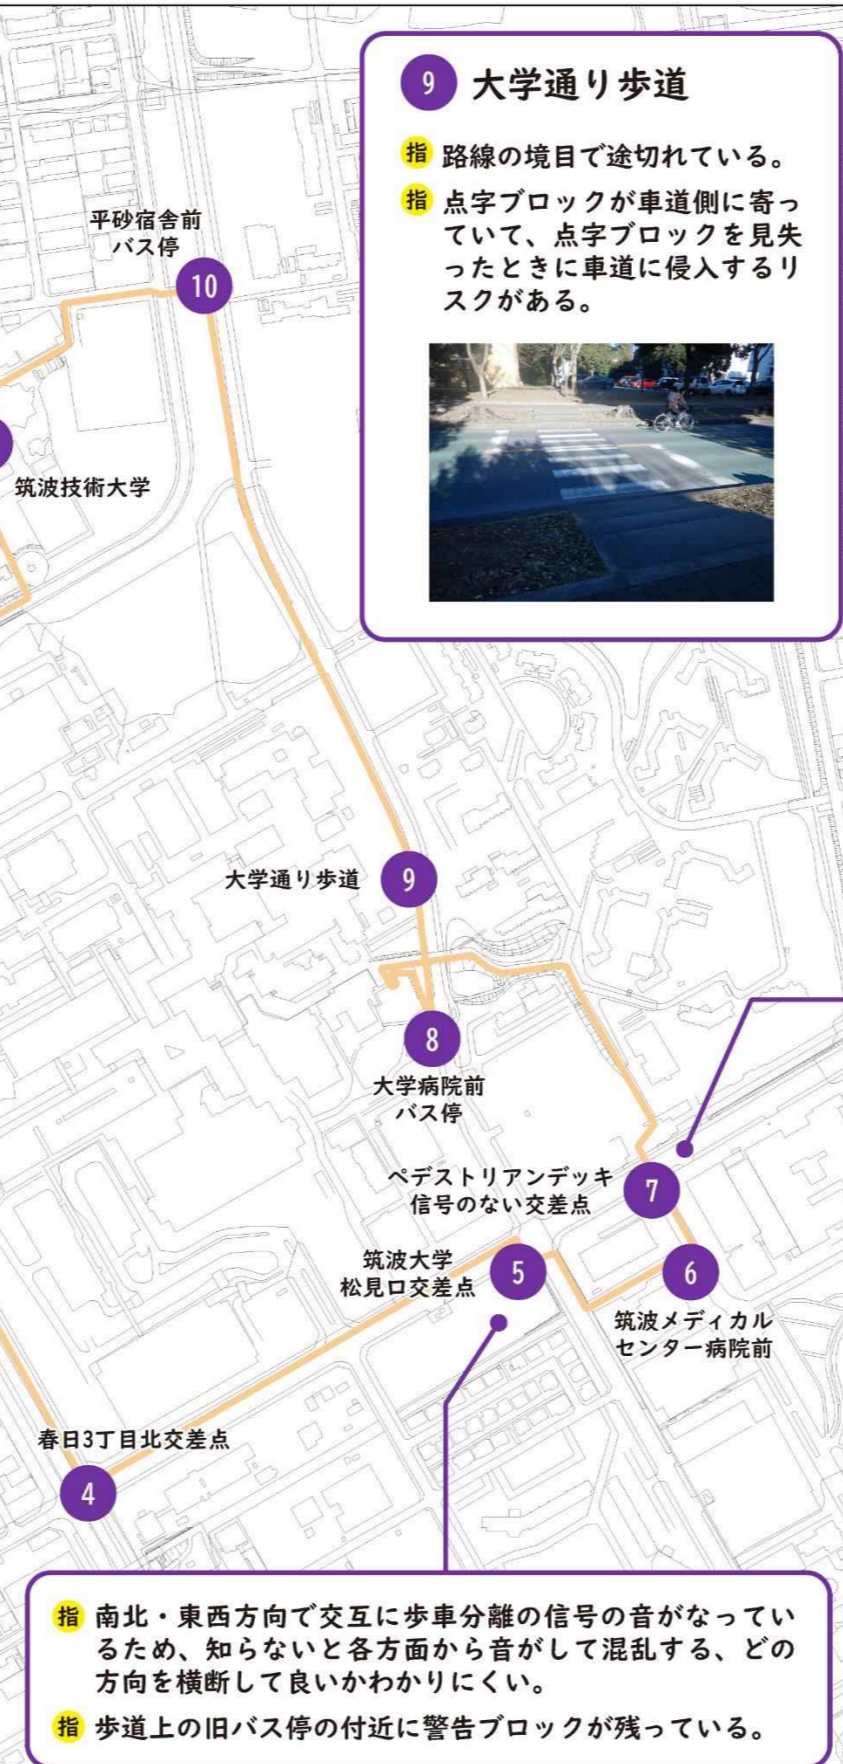 9 大学通り歩道
指 路線の境目で途切れている。
指 点字ブロックが車道側に寄っ
ていて、点字ブロックを見失
ったときに車道に侵入するリ
スクがある。
平砂宿舎前
バス停
10
筑波技術大学
大学通り歩道
9
8
大学病院前
バス停
ペデストリアンデッキ
信号のない交差点
7
筑波大学
松見口交差点
5
6
筑波メディカル
センター病院前
春日3丁目北交差点
4
指 南北・東西方向で交互に歩車分離の信号の音がなってい
るため、知らないと各方面から音がして混乱する、どの
方向を横断して良いかわかりにくい。
指 歩道上の旧バス停の付近に警告ブロックが残っている。